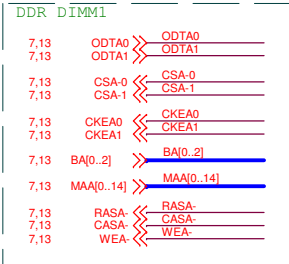 DDR DIMM1
7,13 ODTA0 ODTA0
7,13 ODTA1 ODTA1
7,13 CSA-0 CSA-0
7,13 CSA-1 CSA-1
7,13 CKEA0 CKEA0
7,13 CKEA1 CKEA1
7,13 BA[0..2] BA[0..2]
7,13 MAA[0..14] MAA[0..14]
7,13 RASA- RASA-
7,13 CASA- CASA-
7,13 WEA- WEA-